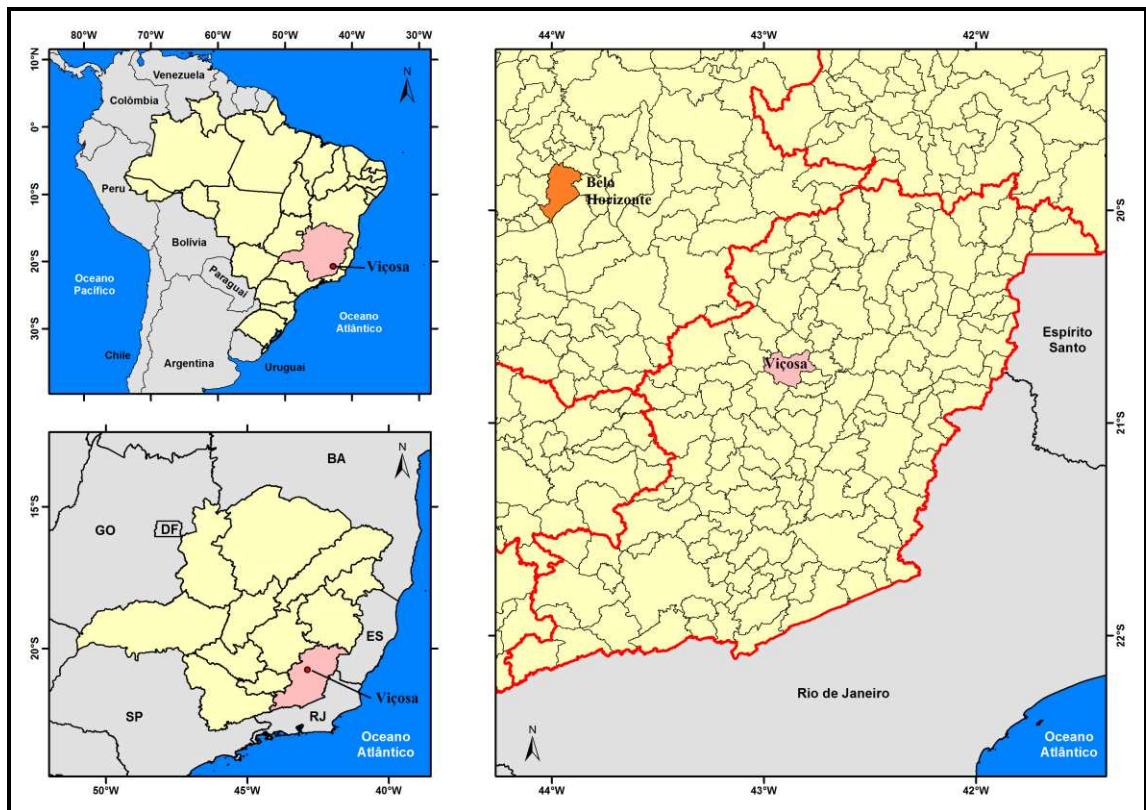 80°W 70°W 60°W 50°W 40°W 30°W
10°N
0°
10°S
20°S
30°S
N
Venezuela
Colômbia
Peru
Bolívia
Paraguai
Chile
Argentina
Uruguai
Viçosa
Oceano
Pacífico
Oceano
Atlântico
15°S
20°S
N
BA
GO
DF
ES
Viçosa
SP
RJ
Oceano
Atlântico
50°W 45°W 40°W
44°W 43°W 42°W
20°S
21°S
22°S
Belo
Horizonte
Viçosa
Espírito
Santo
Rio de Janeiro
N
Oceano
Atlântico
44°W 43°W 42°W